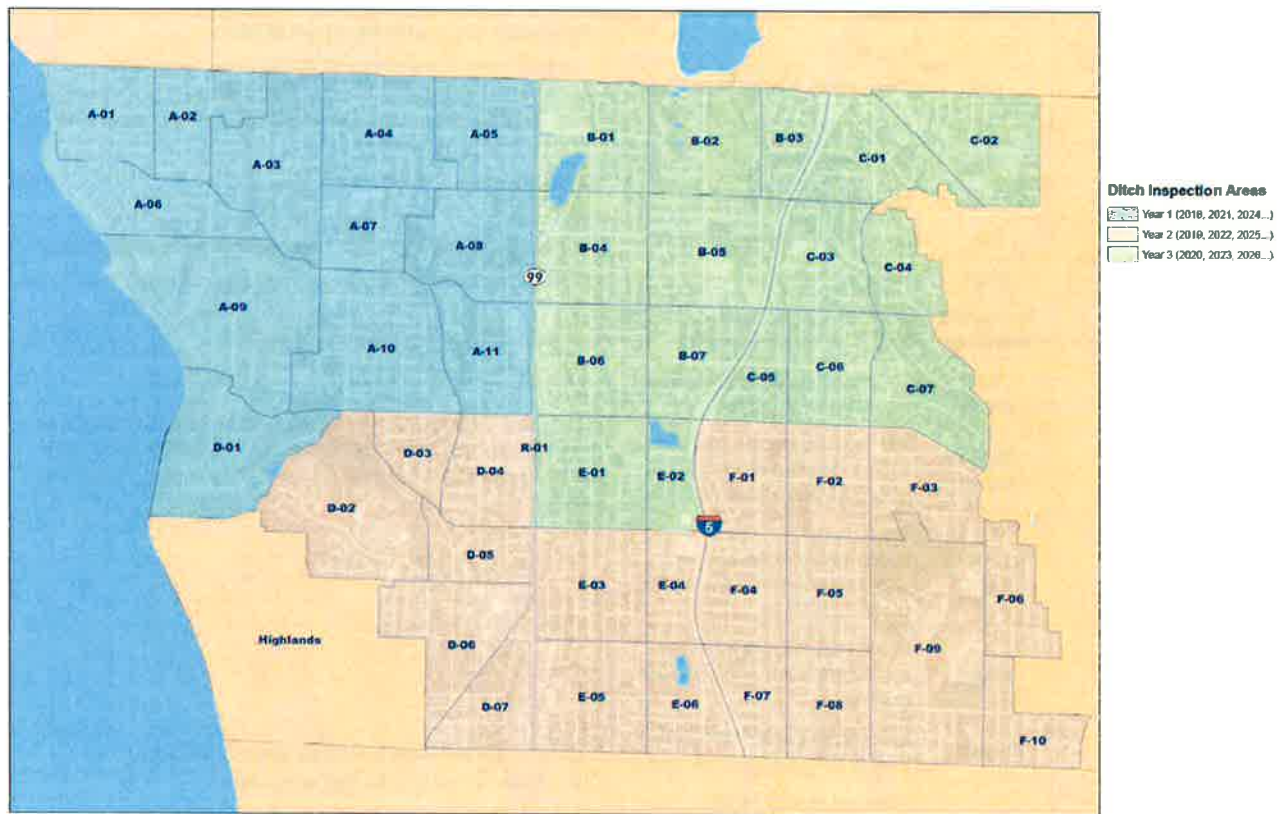 A-01
A-02
A-03
A-04
A-05
B-01
B-02
B-03
C-01
C-02
A-06
A-07
A-08
B-04
B-05
C-03
C-04
99
A-09
A-10
A-11
B-06
B-07
C-05
C-06
C-07
D-01
D-02
D-03
D-04
R-01
E-01
E-02
F-01
F-02
F-03
5
D-05
E-03
E-04
F-04
F-05
F-06
Highlands
D-06
F-09
D-07
E-05
E-06
F-07
F-08
F-10
Ditch Inspection Areas
Year 1 (2018, 2021, 2024...)
Year 2 (2019, 2022, 2025...)
Year 3 (2020, 2023, 2026...)